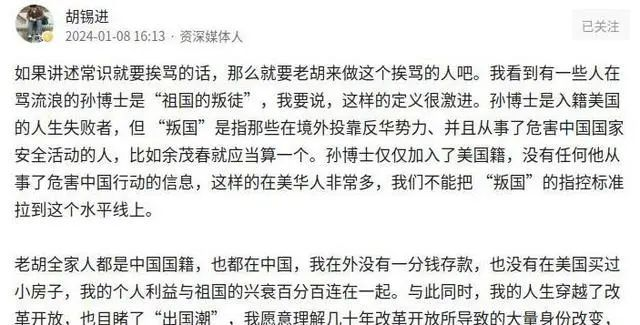 胡锡进
2024-01-08 16:13 · 资深媒体人
已关注
如果讲述常识就要挨骂的话，那么就要老胡来做这个挨骂的人吧。我看到有一些人在
骂流浪的孙博士是“祖国的叛徒”，我要说，这样的定义很激进。孙博士是入籍美国
的人生失败者，但 “叛国”是指那些在境外投靠反华势力、并且从事了危害中国国家
安全活动的人，比如余茂春就应当算一个。孙博士仅仅加入了美国籍，没有任何他从
事了危害中国行动的信息，这样的在美华人非常多，我们不能把 “叛国”的指控标准
拉到这个水平线上。
老胡全家人都是中国国籍，也都在中国，我在外没有一分钱存款，也没有在美国买过
小房子，我的个人利益与祖国的兴衰百分百连在一起。与此同时，我的人生穿越了改
革开放，也目睹了 “出国潮”，我愿意理解几十年改革开放所导致的大量身份改变，